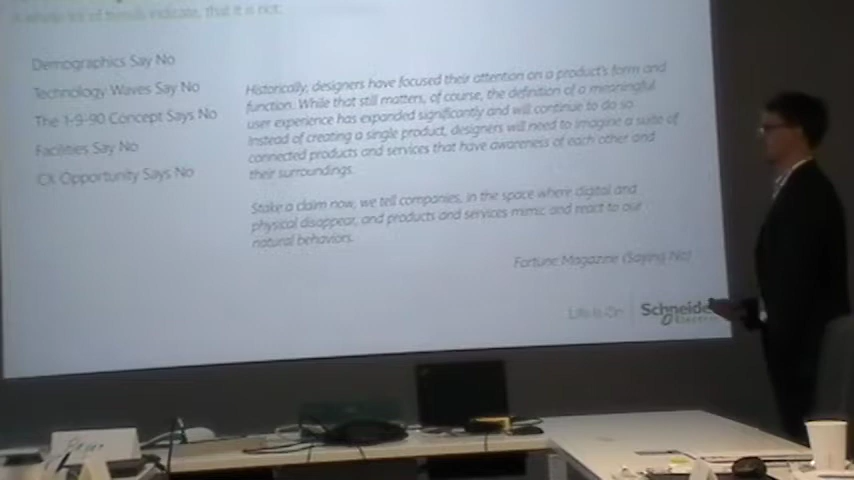 A whole lot of trends indicate, that it is not:
Demographics Say No
Technology Waves Say No
The 1-9-90 Concept Says No
Facilities Say No
CX Opportunity Says No
Historically, designers have focused their attention on a product's form and
function. While that still matters, of course, the definition of a meaningful
user experience has expanded significantly and will continue to do so.
Instead of creating a single product, designers will need to imagine a suite of
connected products and services that have awareness of each other and
their surroundings.
Stake a claim now, we tell companies, in the space where digital and
physical disappear, and products and services mimic and react to our
natural behaviors.
Fortune Magazine (Saying No)
Life Is On
Schneide
Electric